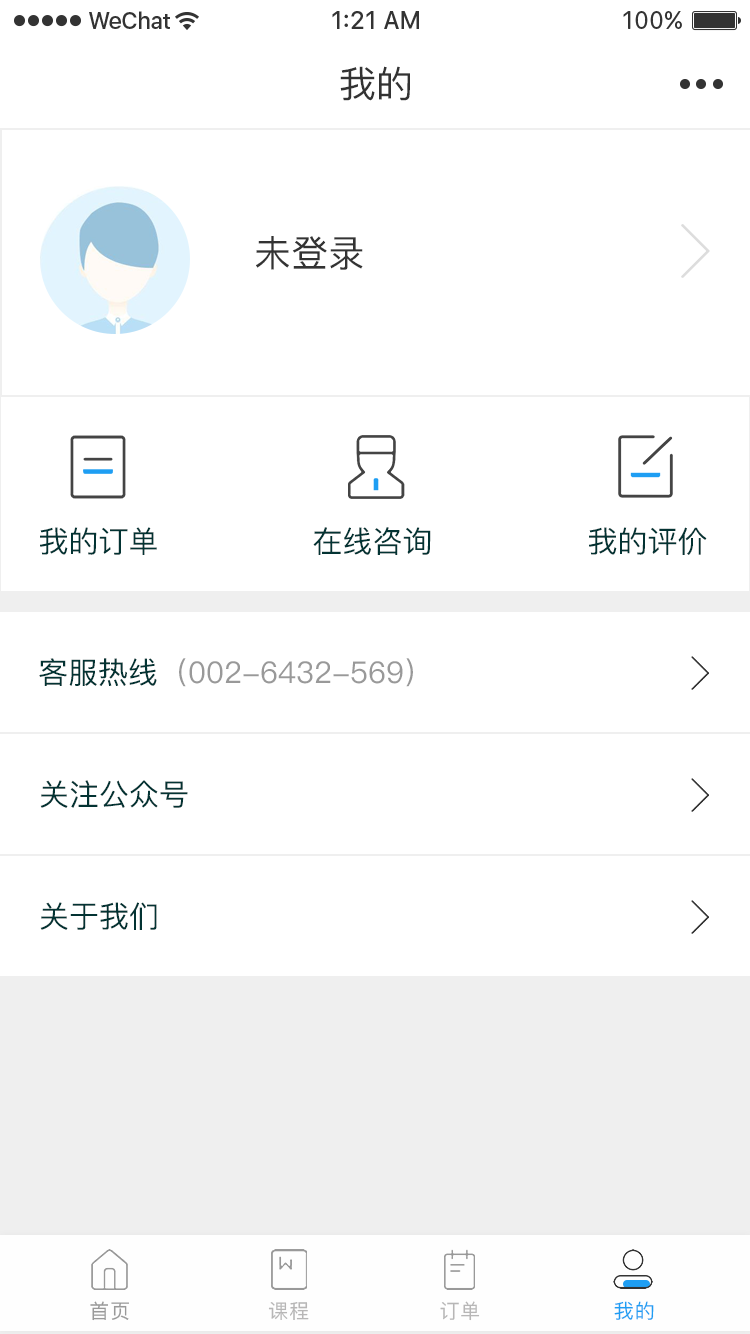 WeChat 1:21 AM 100%
我的
未登录
我的订单 在线咨询 我的评价
客服热线（002-6432-569）
关注公众号
关于我们
首页 课程 订单 我的